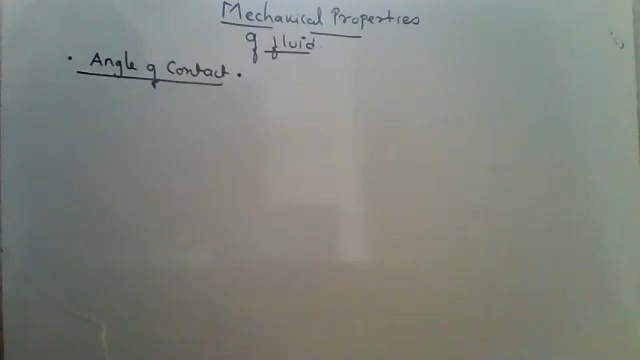 Mechanical Properties
of fluid.
• Angle of Contact.